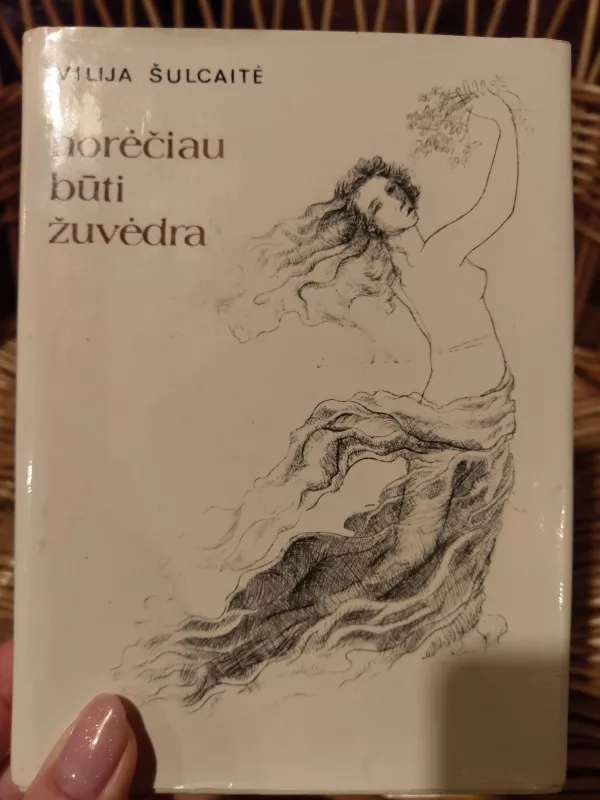 VILIJA ŠULCAITĖ
norėčiau
būti
žuvėdra